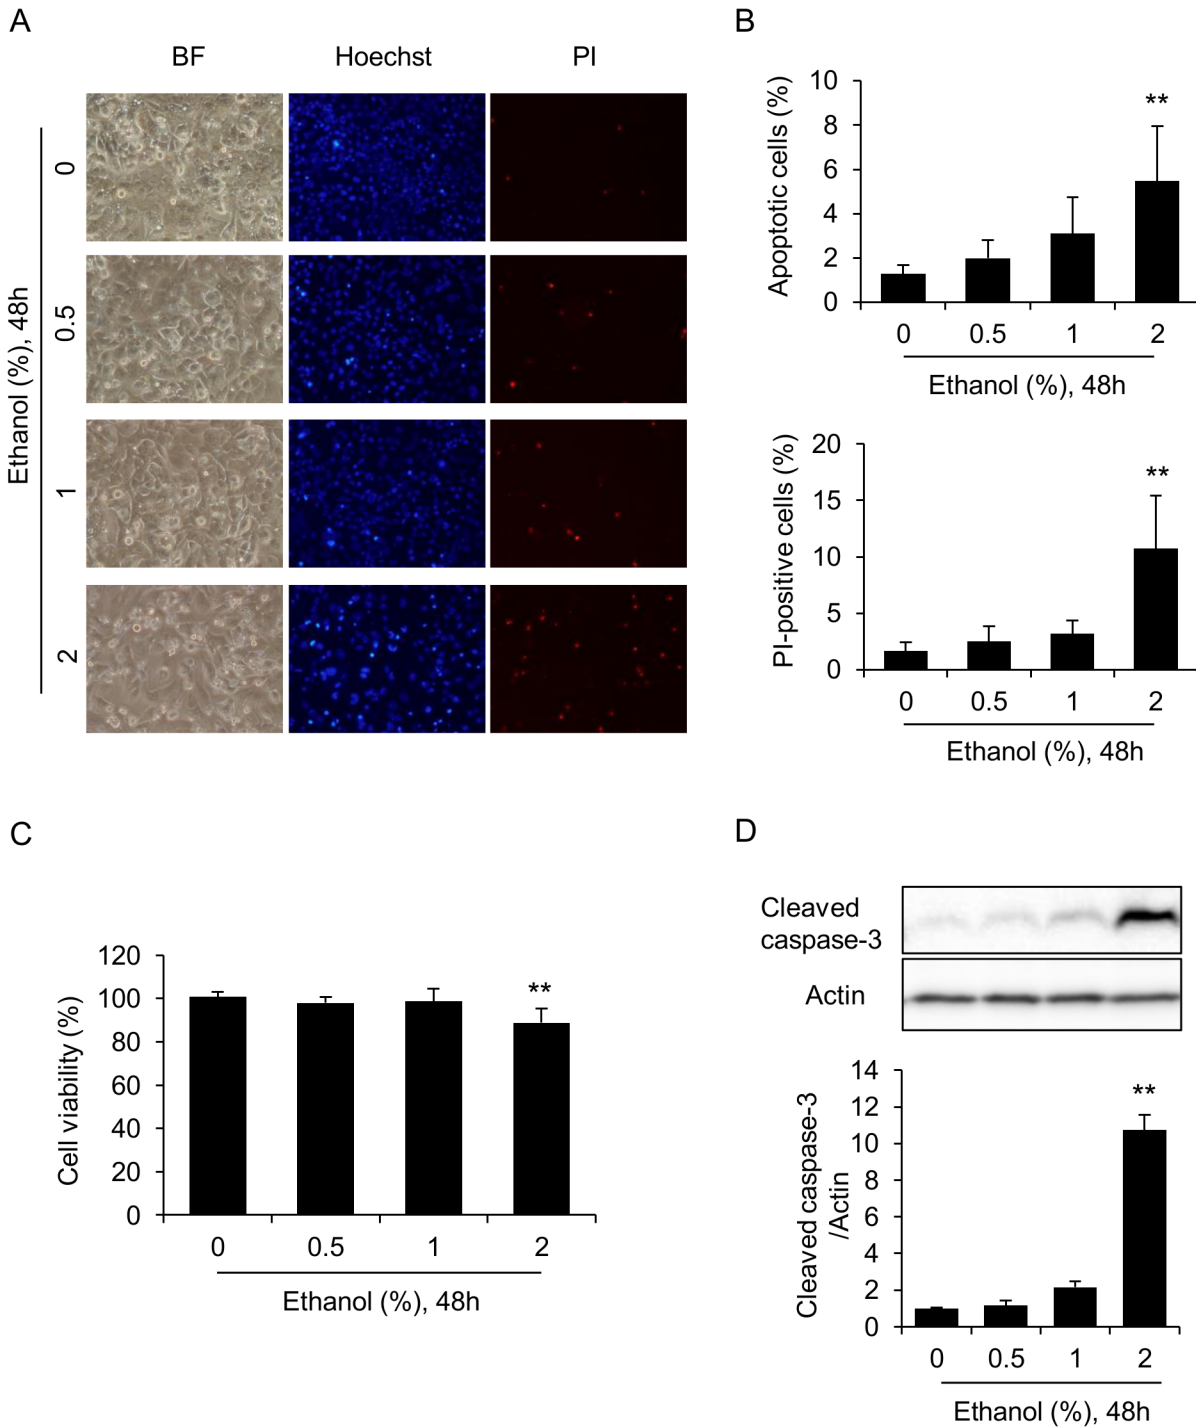 A
BF Hoechst PI
Ethanol (%), 48h
0
0.5
1
2
B
Apoptotic cells (%)
10
8
6
4
2
0
**
0 0.5 1 2
Ethanol (%), 48h
PI-positive cells (%)
20
15
10
5
0
**
0 0.5 1 2
Ethanol (%), 48h
C
Cell viability (%)
120
100
80
60
40
20
0
**
0 0.5 1 2
Ethanol (%), 48h
D
Cleaved
caspase-3
Actin
Cleaved caspase-3
/Actin
14
12
10
8
6
4
2
0
**
0 0.5 1 2
Ethanol (%), 48h